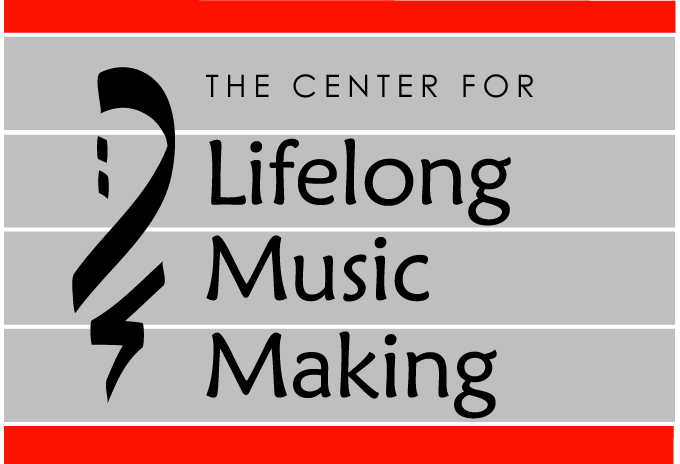 THE CENTER FOR
Lifelong
Music
Making